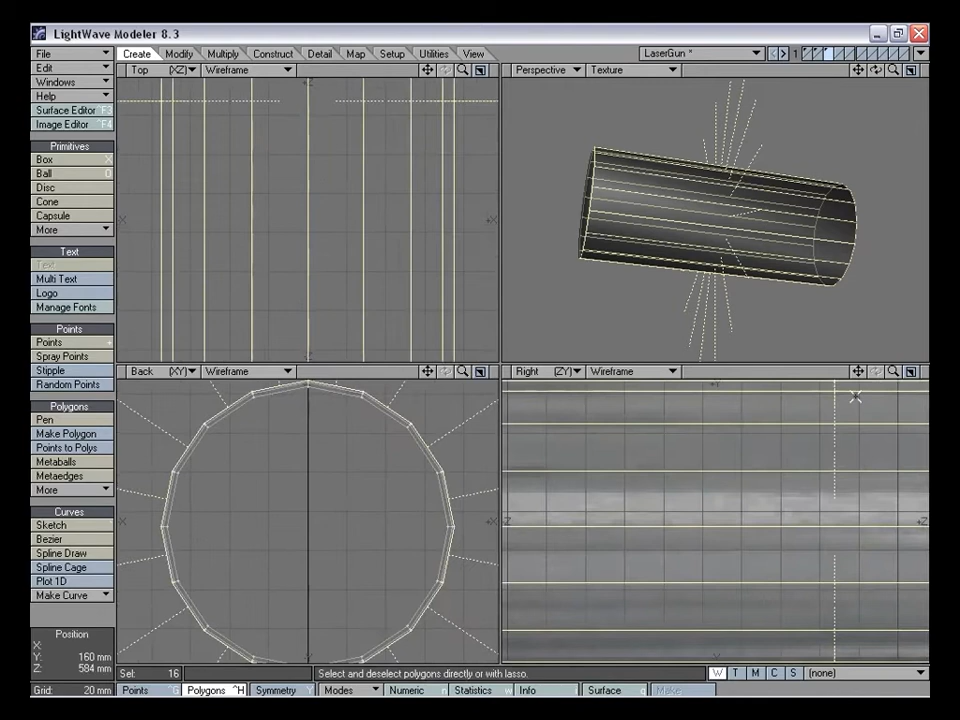 LightWave Modeler 8.3
File Create Modify Multiply Construct Detail Map Setup Utilities View LaserGun * 1
Edit Top (XZ) Wireframe Perspective Texture
Windows
Help
Surface Editor F3
Image Editor ^F4
Primitives
Box X
Ball O
Disc
Cone
Capsule
More
Text
Text
Multi Text
Logo
Manage Fonts
Points
Points +
Spray Points
Stipple Back (XY) Wireframe Right (ZY) Wireframe
Random Points
Polygons
Pen
Make Polygon
Points to Polys
Metaballs
Metaedges
More
Curves
Sketch
Bezier
Spline Draw
Spline Cage
Plot 1D
Make Curve
Position
X:
Y: 160 mm
Z: 584 mm Sel: 16 Select and deselect polygons directly or with lasso. W T M C S (none)
Grid: 20 mm Points ^G Polygons ^H Symmetry Y Modes Numeric n Statistics w Info i Surface q Make